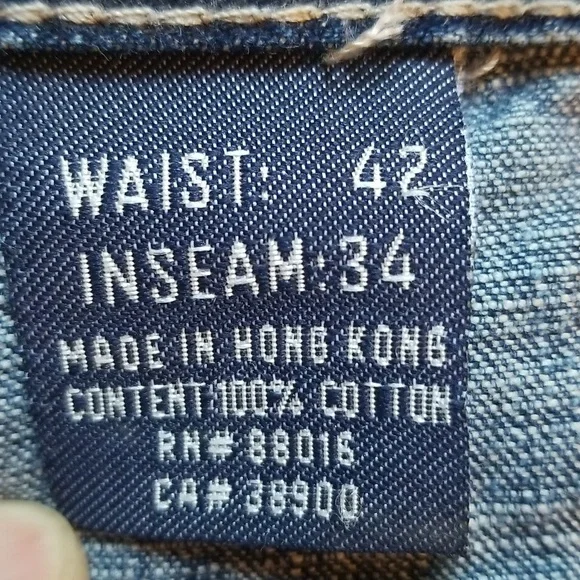 WAIST: 42
INSEAM:34
MADE IN HONG KONG
CONTENT:100% COTTON
RN# 88016
CA# 38900